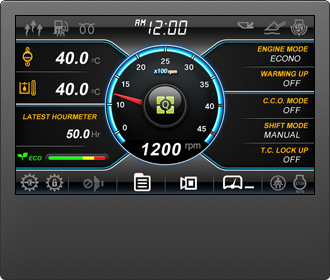 AM 12:00
40.0 °C
40.0 °C
LATEST HOURMETER
50.0 Hr
ECO
0
5
10
15
20
25
30
35
40
45
x100 rpm
1200 rpm
ENGINE MODE
ECONO
WARMING UP
OFF
C.C.O. MODE
OFF
SHIFT MODE
MANUAL
T.C. LOCK UP
OFF